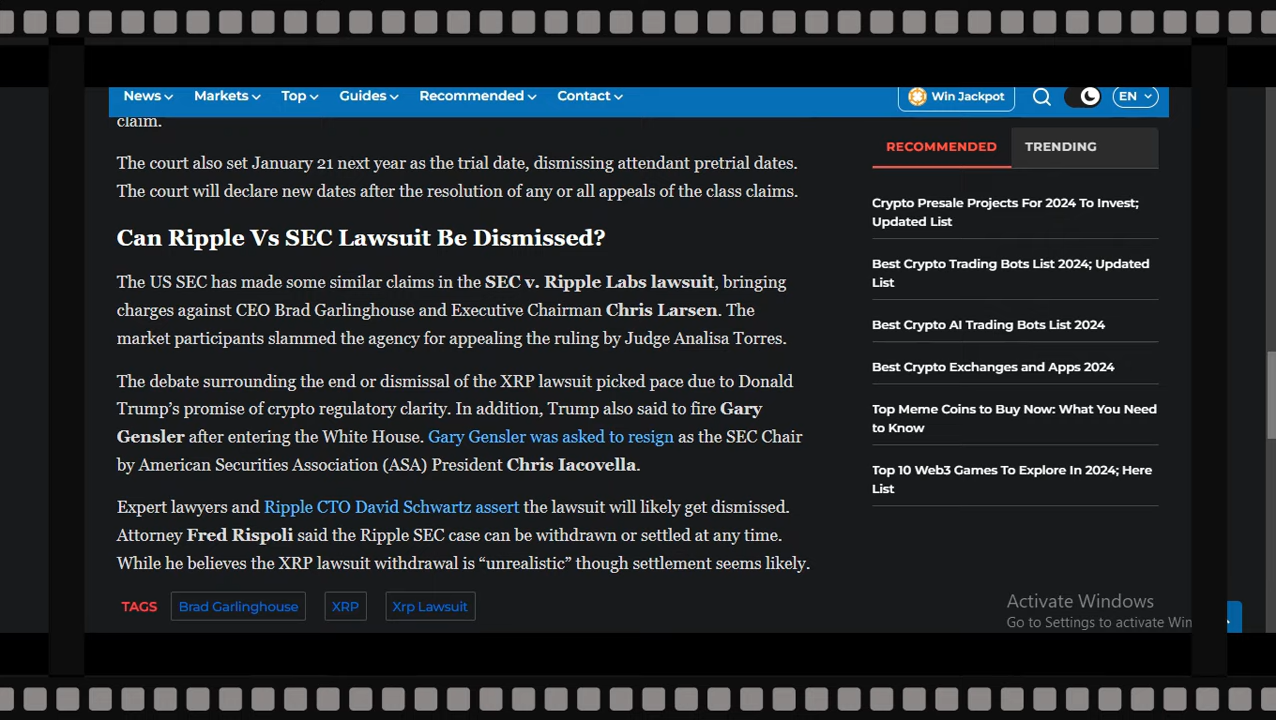 News Markets Top Guides Recommended Contact Win Jackpot EN
claim.
The court also set January 21 next year as the trial date, dismissing attendant pretrial dates.
The court will declare new dates after the resolution of any or all appeals of the class claims.
Can Ripple Vs SEC Lawsuit Be Dismissed?
The US SEC has made some similar claims in the SEC v. Ripple Labs lawsuit, bringing
charges against CEO Brad Garlinghouse and Executive Chairman Chris Larsen. The
market participants slammed the agency for appealing the ruling by Judge Analisa Torres.
The debate surrounding the end or dismissal of the XRP lawsuit picked pace due to Donald
Trump’s promise of crypto regulatory clarity. In addition, Trump also said to fire Gary
Gensler after entering the White House. Gary Gensler was asked to resign as the SEC Chair
by American Securities Association (ASA) President Chris Iacovella.
Expert lawyers and Ripple CTO David Schwartz assert the lawsuit will likely get dismissed.
Attorney Fred Rispoli said the Ripple SEC case can be withdrawn or settled at any time.
While he believes the XRP lawsuit withdrawal is “unrealistic” though settlement seems likely.
TAGS Brad Garlinghouse XRP Xrp Lawsuit
RECOMMENDED TRENDING
Crypto Presale Projects For 2024 To Invest;
Updated List
Best Crypto Trading Bots List 2024; Updated
List
Best Crypto AI Trading Bots List 2024
Best Crypto Exchanges and Apps 2024
Top Meme Coins to Buy Now: What You Need
to Know
Top 10 Web3 Games To Explore In 2024; Here
List
Activate Windows
Go to Settings to activate Win